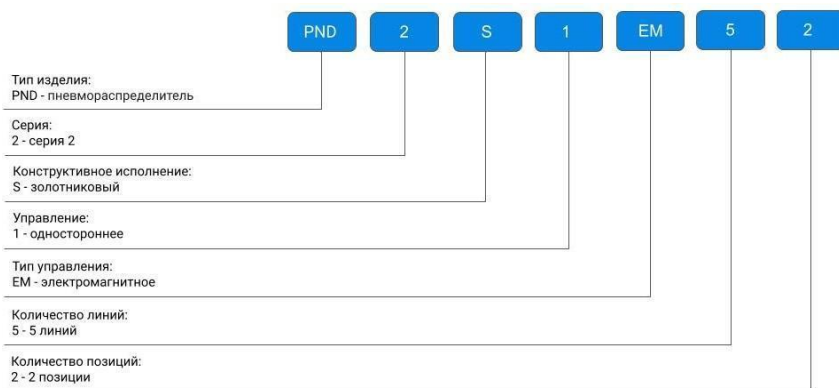 PND 2 S 1 EM 5 2
Тип изделия:
PND - пневмораспределитель
Серия:
2 - серия 2
Конструктивное исполнение:
S - золотниковый
Управление:
1 - одностороннее
Тип управления:
EM - электромагнитное
Количество линий:
5 - 5 линий
Количество позиций:
2 - 2 позиции